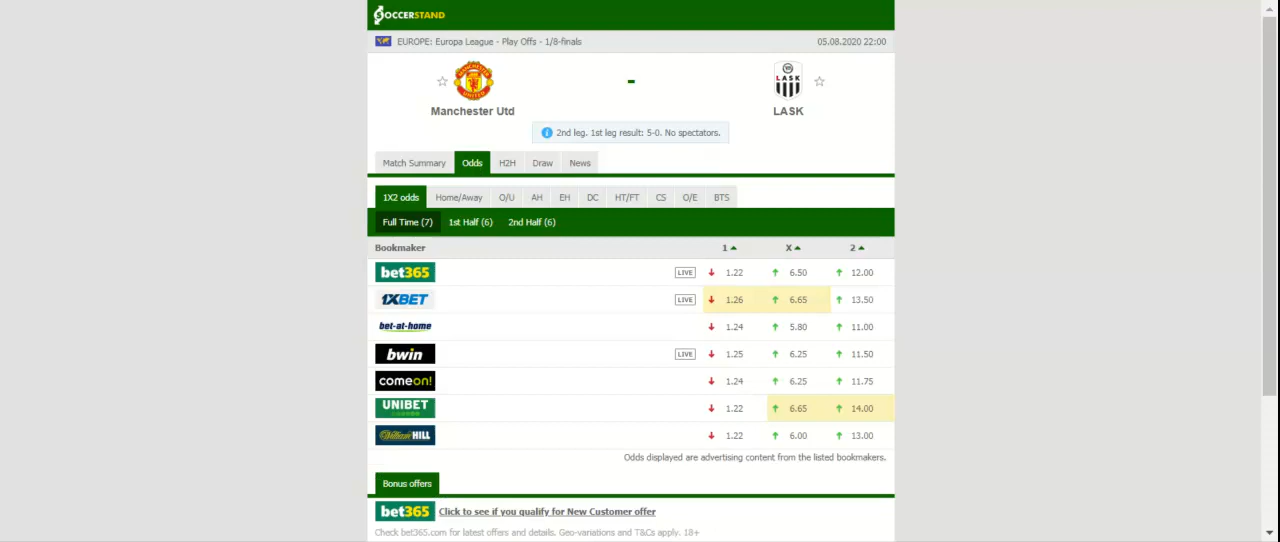 SOCCERSTAND
EUROPE: Europa League - Play Offs - 1/8-finals 05.08.2020 22:00
-
LASK
Manchester Utd LASK
2nd leg. 1st leg result: 5-0. No spectators.
Match Summary Odds H2H Draw News
1X2 odds Home/Away O/U AH EH DC HT/FT CS O/E BTS
Full Time (7) 1st Half (6) 2nd Half (6)
Bookmaker 1 X 2
bet365 LIVE 1.22 6.50 12.00
1XBET LIVE 1.26 6.65 13.50
bet-at-home 1.24 5.80 11.00
bwin LIVE 1.25 6.25 11.50
comeon! 1.24 6.25 11.75
UNIBET 1.22 6.65 14.00
William HILL 1.22 6.00 13.00
Odds displayed are advertising content from the listed bookmakers.
Bonus offers
bet365 Click to see if you qualify for New Customer offer
Check bet365.com for latest offers and details. Geo-variations and T&Cs apply. 18+